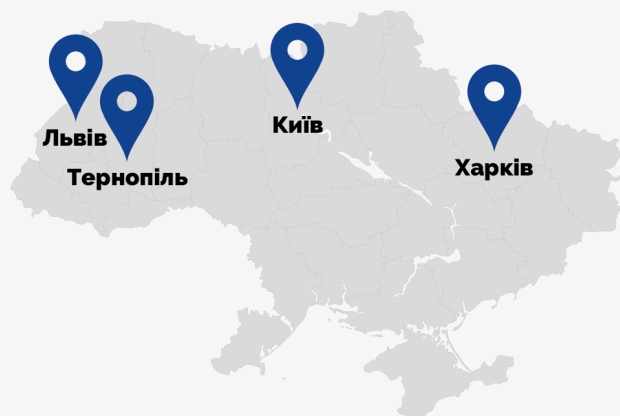 Львів
Тернопіль
Київ
Харків